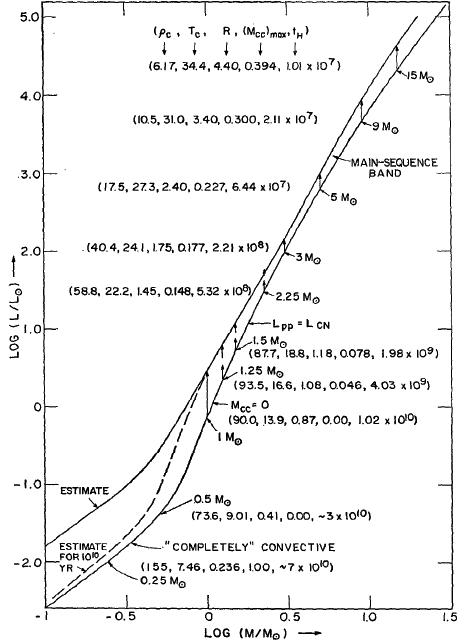 5.0
(ρc, Tc, R, (Mcc)max, tH)
(6.17, 34.4, 4.40, 0.394, 1.01 x 10⁷)
15 M☉
4.0
(10.5, 31.0, 3.40, 0.300, 2.11 x 10⁷)
9 M☉
MAIN-SEQUENCE
BAND
3.0
(17.5, 27.3, 2.40, 0.227, 6.44 x 10⁷)
5 M☉
2.0
(40.4, 24.1, 1.75, 0.177, 2.21 x 10⁸)
3 M☉
(58.8, 22.2, 1.45, 0.148, 5.32 x 10⁸)
2.25 M☉
LOG (L/L☉) →
1.0
Lpp = LCN
1.5 M☉
(87.7, 18.8, 1.18, 0.078, 1.98 x 10⁹)
1.25 M☉
(93.5, 16.6, 1.08, 0.046, 4.03 x 10⁹)
0
Mcc = 0
(90.0, 13.9, 0.87, 0.00, 1.02 x 10¹⁰)
1 M☉
-1.0
ESTIMATE
0.5 M☉
(73.6, 9.01, 0.41, 0.00, ~3 x 10¹⁰)
ESTIMATE
FOR 10¹⁰
YR
"COMPLETELY" CONVECTIVE
(155, 7.46, 0.236, 1.00, ~7 x 10¹⁰)
-2.0
0.25 M☉
-1 -0.5 0.0 0.5 1.0 1.5
LOG (M/M☉) →